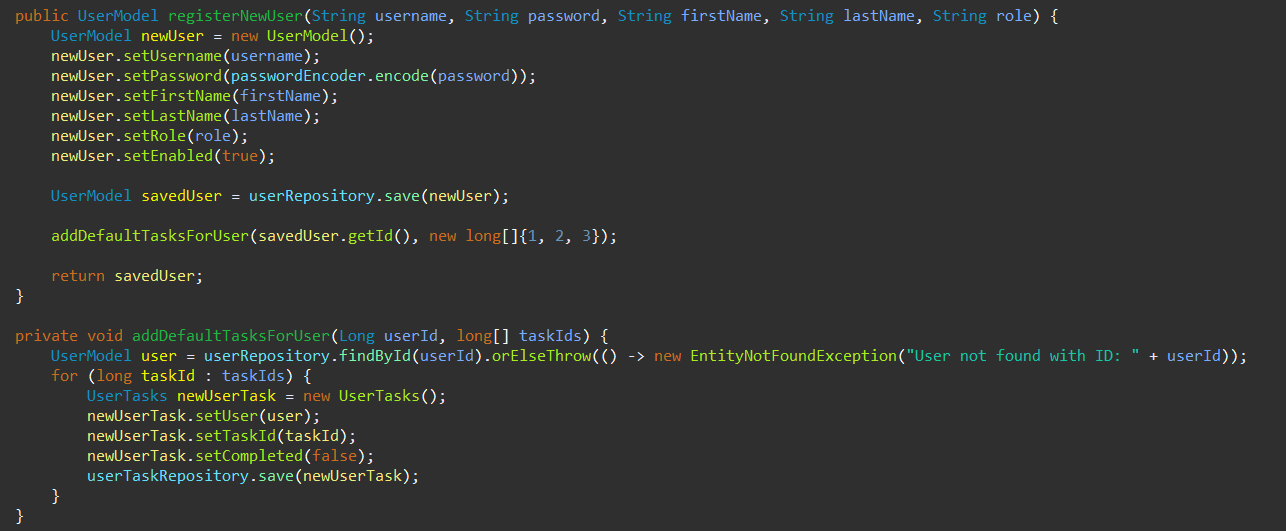 public UserModel registerNewUser(String username, String password, String firstName, String lastName, String role) {
    UserModel newUser = new UserModel();
    newUser.setUsername(username);
    newUser.setPassword(passwordEncoder.encode(password));
    newUser.setFirstName(firstName);
    newUser.setLastName(lastName);
    newUser.setRole(role);
    newUser.setEnabled(true);

    UserModel savedUser = userRepository.save(newUser);

    addDefaultTasksForUser(savedUser.getId(), new long[]{1, 2, 3});

    return savedUser;
}

private void addDefaultTasksForUser(Long userId, long[] taskIds) {
    UserModel user = userRepository.findById(userId).orElseThrow(() -> new EntityNotFoundException("User not found with ID: " + userId));
    for (long taskId : taskIds) {
        UserTasks newUserTask = new UserTasks();
        newUserTask.setUser(user);
        newUserTask.setTaskId(taskId);
        newUserTask.setCompleted(false);
        userTaskRepository.save(newUserTask);
    }
}